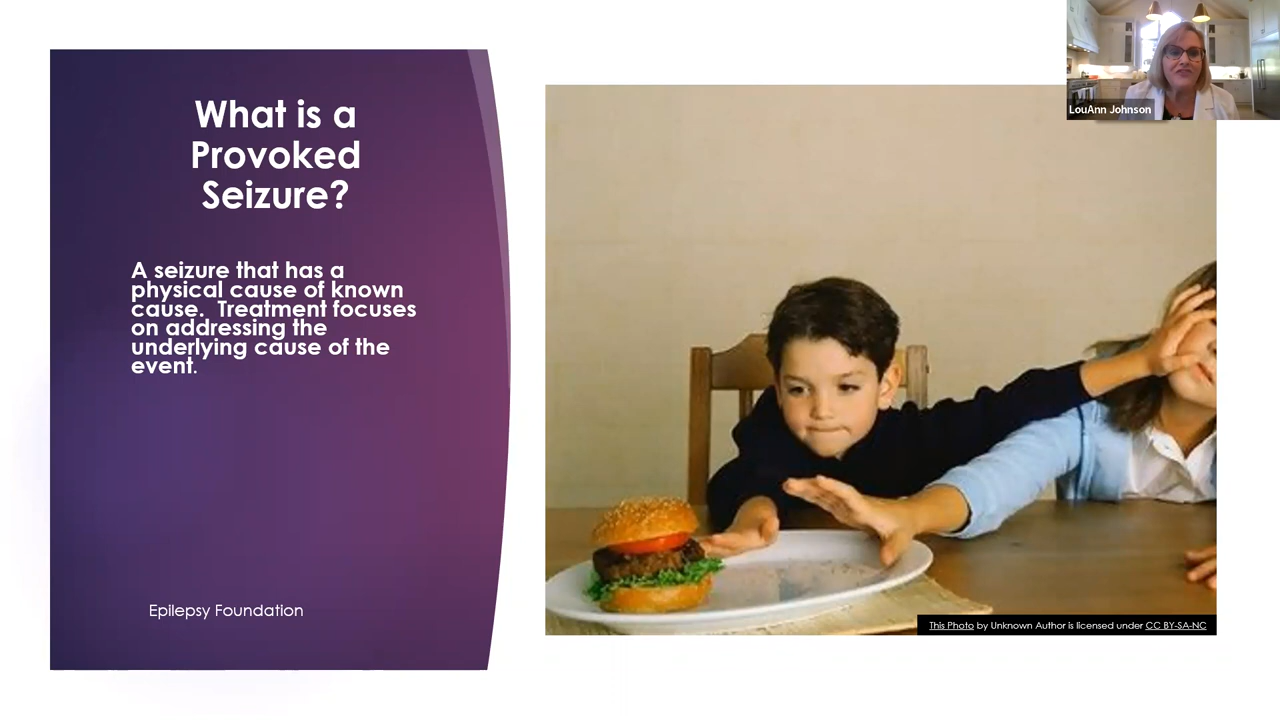 What is a
Provoked
Seizure?
A seizure that has a
physical cause of known
cause.  Treatment focuses
on addressing the
underlying cause of the
event.
Epilepsy Foundation
LouAnn Johnson
This Photo by Unknown Author is licensed under CC BY-SA-NC